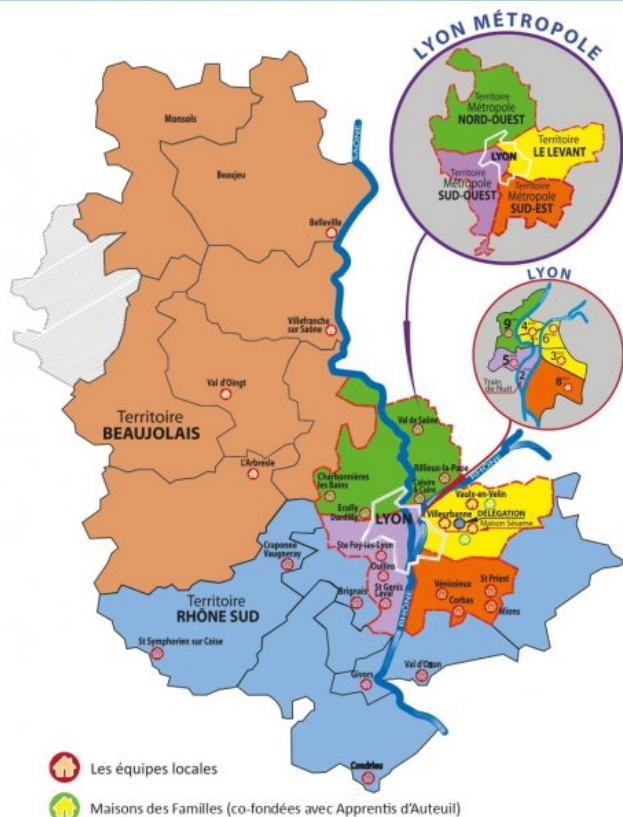 LYON MÉTROPOLE
Territoire
Métropole
NORD-OUEST
Territoire
LE LEVANT
LYON
Territoire
Métropole
SUD-OUEST
Territoire
Métropole
SUD-EST
Monsols
Beaujeu
SAÔNE
Belleville
LYON
9
4
6
5
3
2
8
Train
de Nuit
Villefranche
sur Saône
Val d'Oingt
Territoire
BEAUJOLAIS
L'Arbresle
Val de Saône
Charbonnières
les Bains
Rillieux-la-Pape
RHÔNE
Caluire
& Cuire
Ecully
Dardilly
LYON
Vaulx-en-Velin
Villeurbanne
DÉLÉGATION
Maison Sésame
Craponne
Vaugneray
Ste Foy-lès-Lyon
Oullins
St Genis
Laval
Brignais
Vénissieux
St Priest
Corbas
Mions
Territoire
RHÔNE SUD
RHÔNE
St Symphorien sur Coise
Givors
Val d'Ozon
Condrieu
Les équipes locales
Maisons des Familles (co-fondées avec Apprentis d'Auteuil)